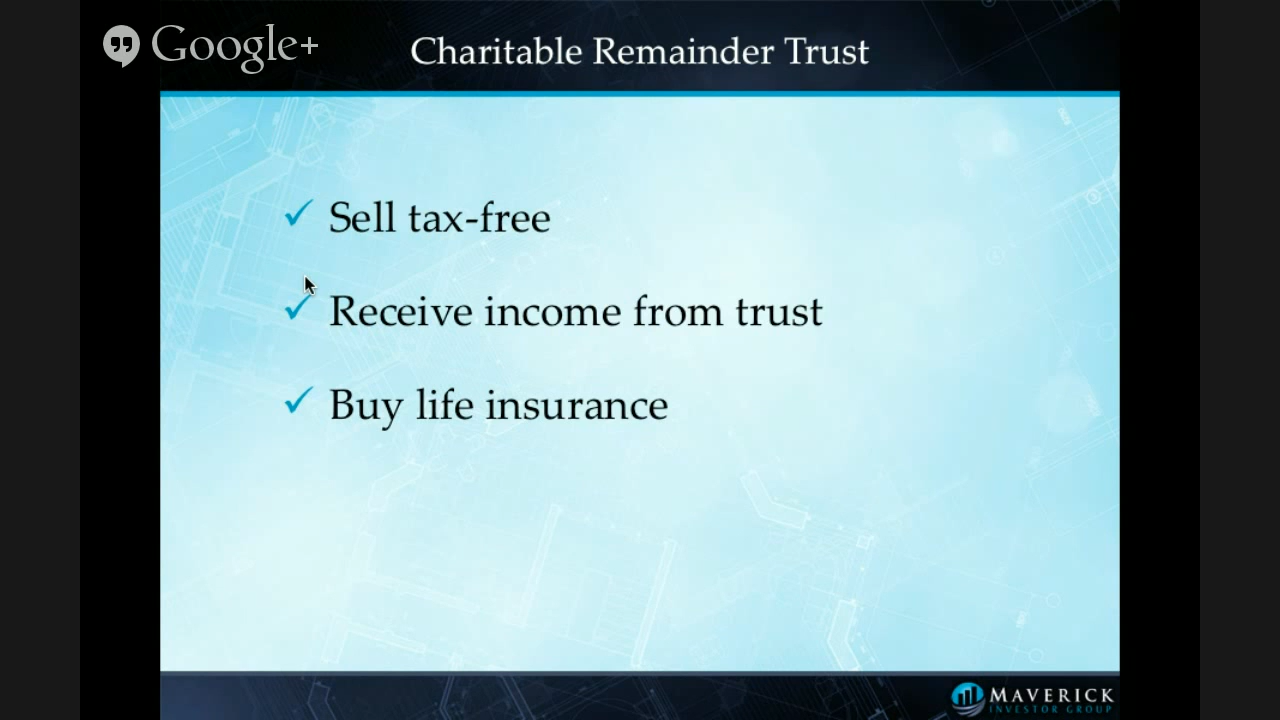 Google+
Charitable Remainder Trust
Sell tax-free
Receive income from trust
Buy life insurance
MAVERICK
INVESTOR GROUP